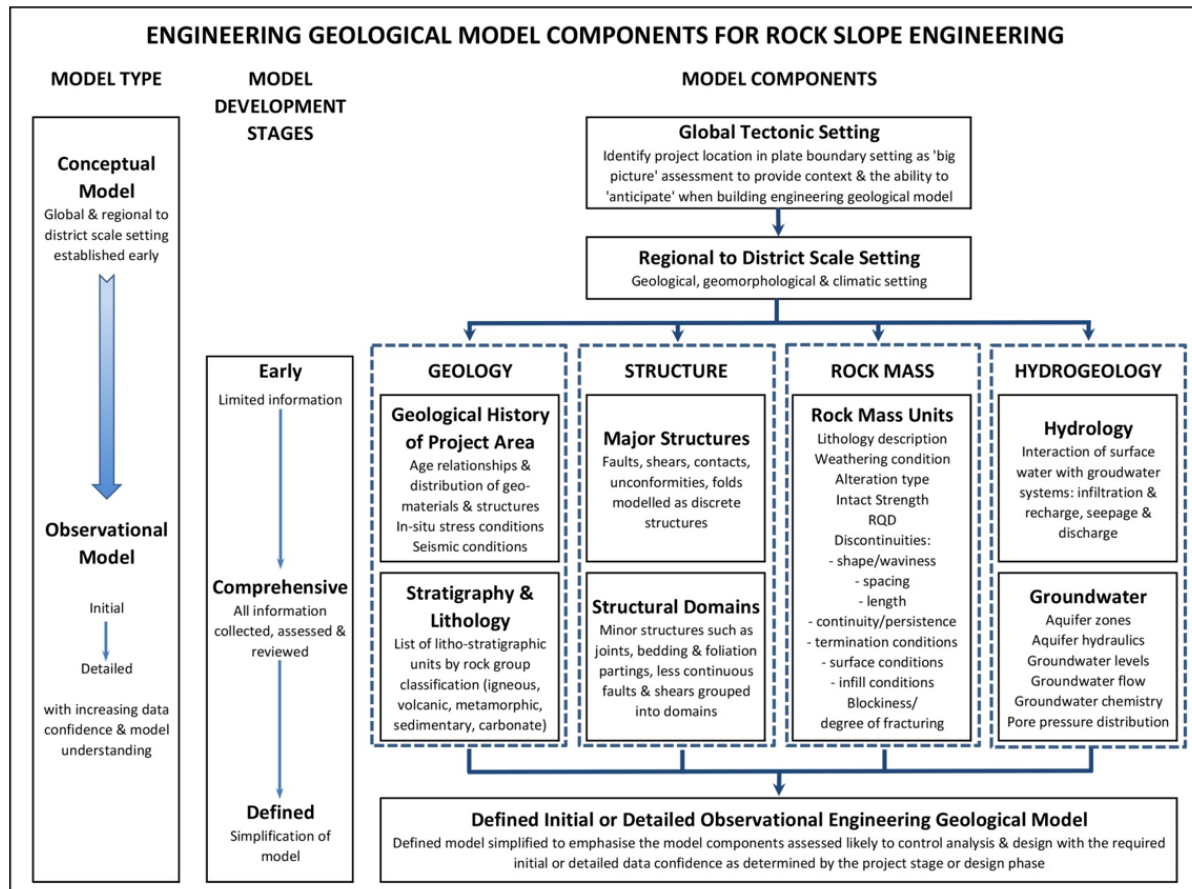 ENGINEERING GEOLOGICAL MODEL COMPONENTS FOR ROCK SLOPE ENGINEERING
MODEL TYPE
Conceptual
Model
Global & regional to
district scale setting
established early
Observational
Model
Initial
Detailed
with increasing data
confidence & model
understanding
MODEL
DEVELOPMENT
STAGES
Early
Limited information
Comprehensive
All information
collected, assessed &
reviewed
Defined
Simplification of
model
MODEL COMPONENTS
Global Tectonic Setting
Identify project location in plate boundary setting as 'big
picture' assessment to provide context & the ability to
'anticipate' when building engineering geological model
Regional to District Scale Setting
Geological, geomorphological & climatic setting
GEOLOGY
Geological History
of Project Area
Age relationships &
distribution of geo-
materials & structures
In-situ stress conditions
Seismic conditions
Stratigraphy &
Lithology
List of litho-stratigraphic
units by rock group
classification (igneous,
volcanic, metamorphic,
sedimentary, carbonate)
STRUCTURE
Major Structures
Faults, shears, contacts,
unconformities, folds
modelled as discrete
structures
Structural Domains
Minor structures such as
joints, bedding & foliation
partings, less continuous
faults & shears grouped
into domains
ROCK MASS
Rock Mass Units
Lithology description
Weathering condition
Alteration type
Intact Strength
RQD
Discontinuities:
- shape/waviness
- spacing
- length
- continuity/persistence
- termination conditions
- surface conditions
- infill conditions
Blockiness/
degree of fracturing
HYDROGEOLOGY
Hydrology
Interaction of surface
water with groudwater
systems: infiltration &
recharge, seepage &
discharge
Groundwater
Aquifer zones
Aquifer hydraulics
Groundwater levels
Groundwater flow
Groundwater chemistry
Pore pressure distribution
Defined Initial or Detailed Observational Engineering Geological Model
Defined model simplified to emphasise the model components assessed likely to control analysis & design with the required
initial or detailed data confidence as determined by the project stage or design phase